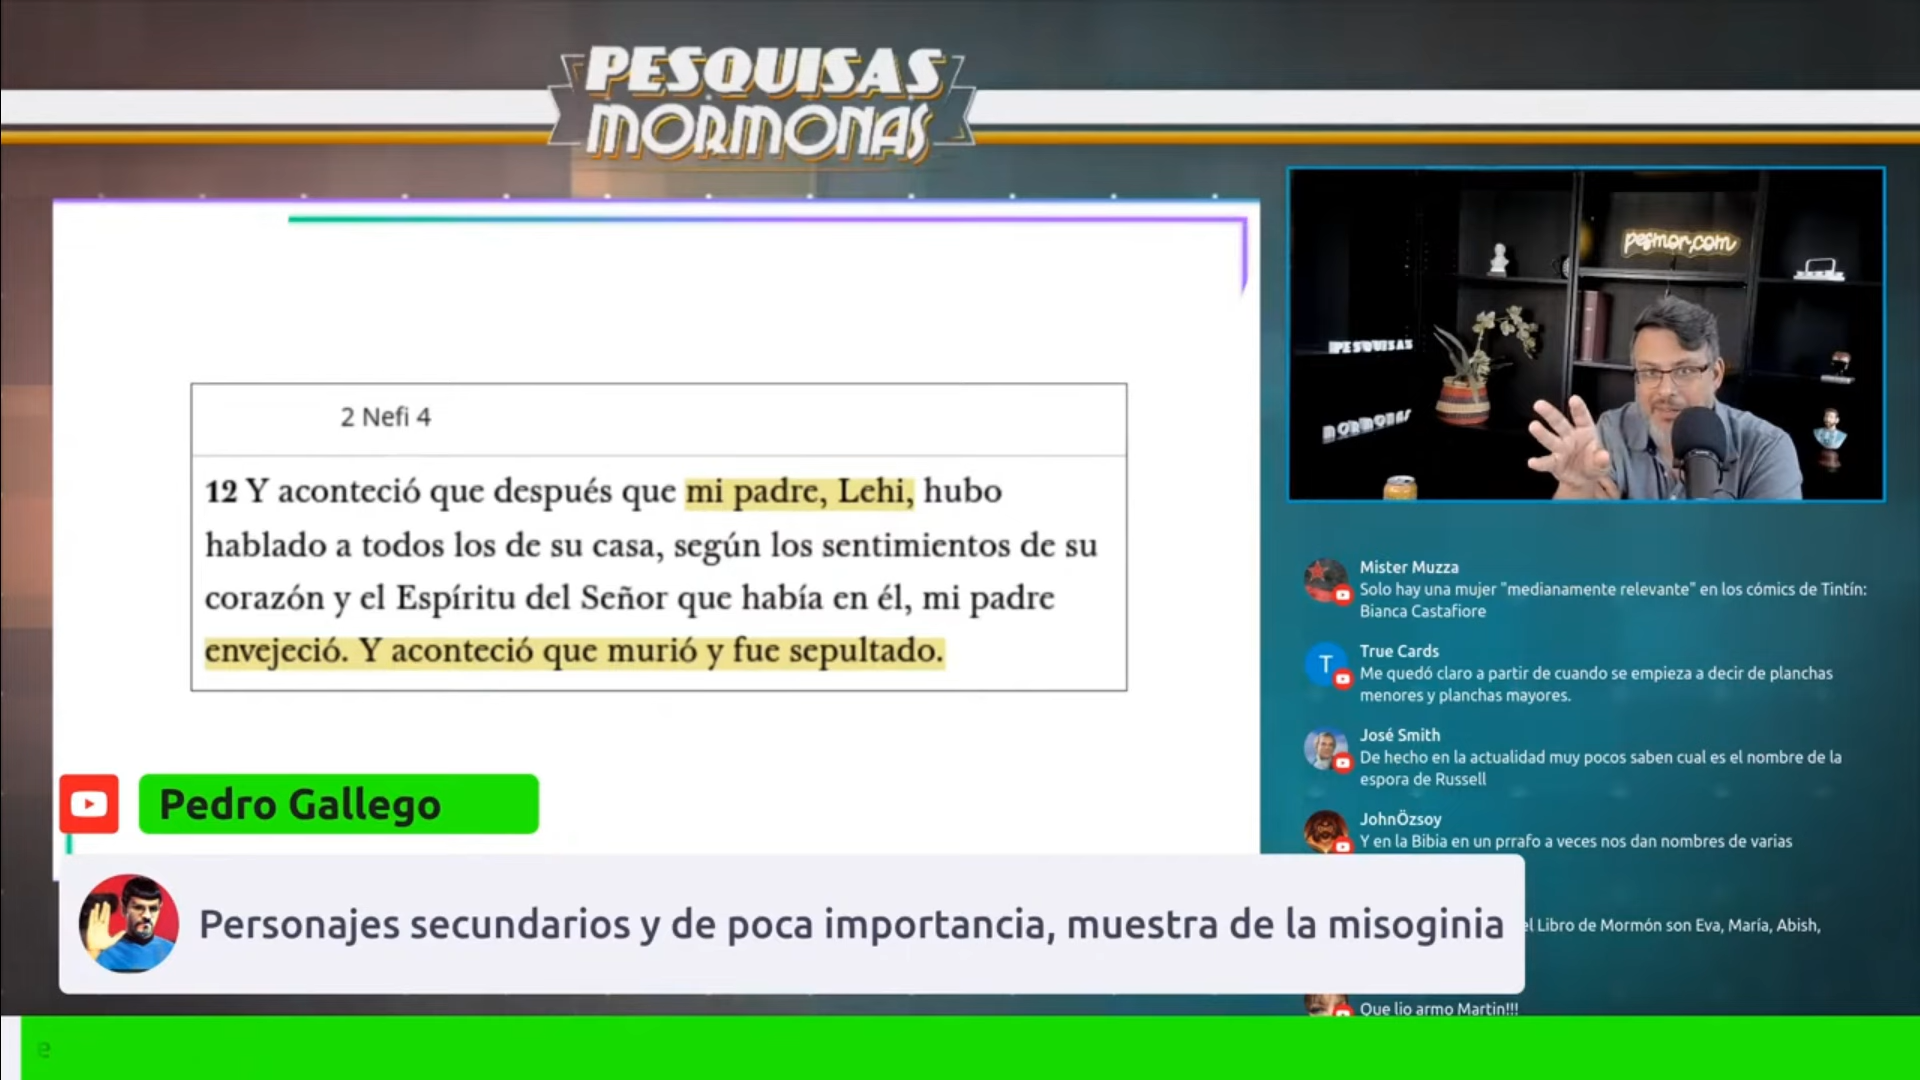 PESQUISAS
MORMONAS
2 Nefi 4
12 Y aconteció que después que mi padre, Lehi, hubo
hablado a todos los de su casa, según los sentimientos de su
corazón y el Espíritu del Señor que había en él, mi padre
envejeció. Y aconteció que murió y fue sepultado.
pesmor.com
PESQUISAS
MORMONAS
Mister Muzza
Solo hay una mujer "medianamente relevante" en los cómics de Tintín:
Bianca Castafiore
T
True Cards
Me quedó claro a partir de cuando se empieza a decir de planchas
menores y planchas mayores.
José Smith
De hecho en la actualidad muy pocos saben cual es el nombre de la
espora de Russell
JohnÖzsoy
Y en la Bibia en un prrafo a veces nos dan nombres de varias
el Libro de Mormón son Eva, María, Abish,
Que lio armo Martin!!!
Pedro Gallego
Personajes secundarios y de poca importancia, muestra de la misoginia
e